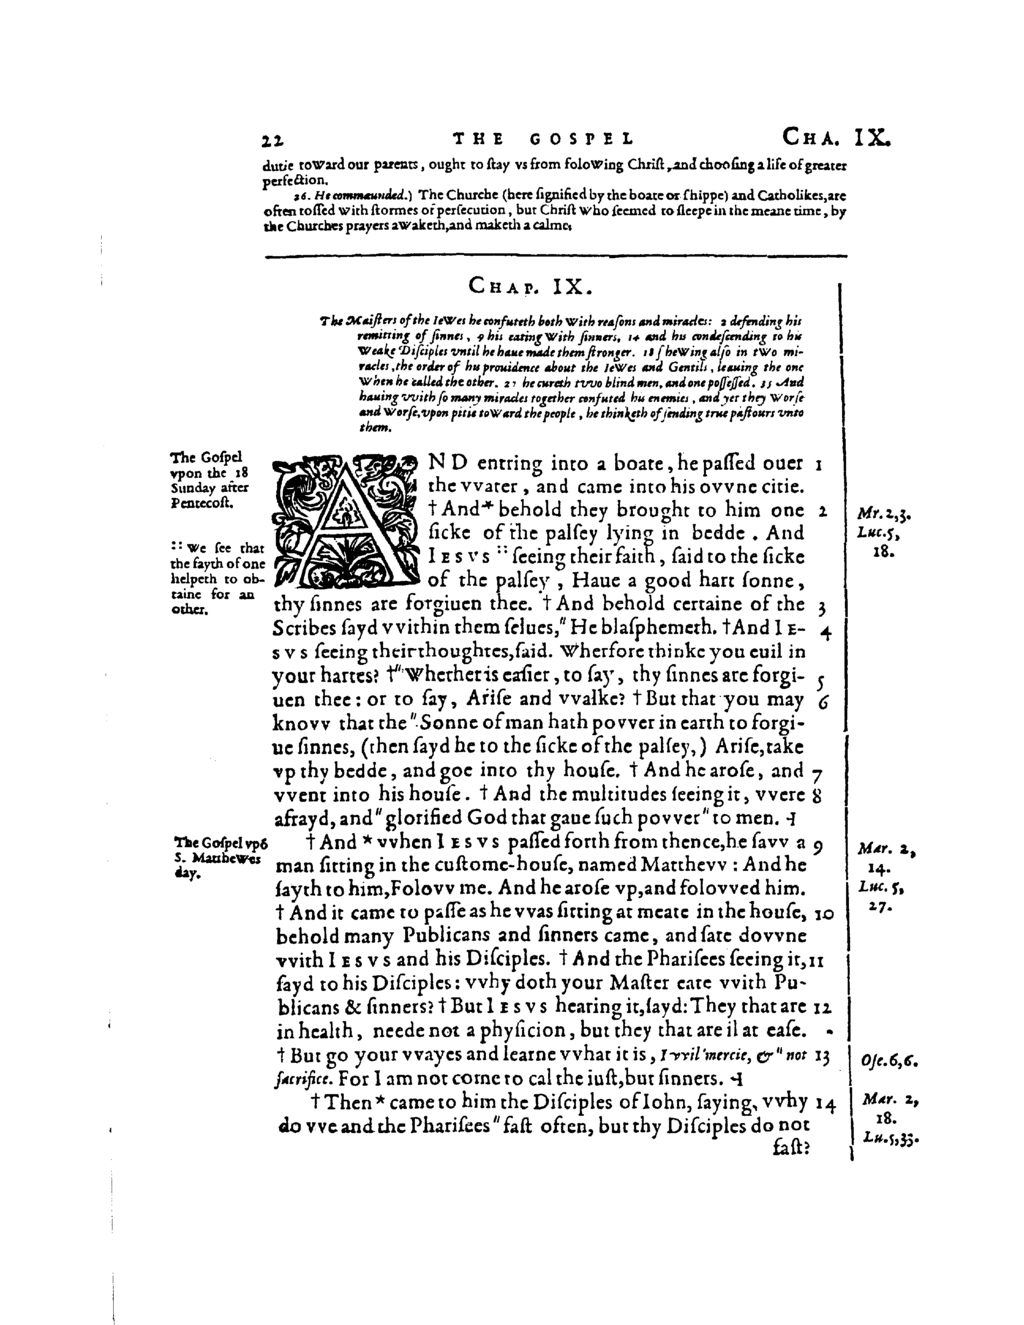 22 THE GOSPEL CHA. IX.
dutie toward our parents, ought to ſtay vs from folowing Chriſt, and chooſing a life of greater
perfection.
26. He commaunded.) The Churche (here ſignified by the boate or ſhippe) and Catholikes, are
often toſſed with ſtormes of perſecution, but Chriſt who ſeemed to ſleepe in the meane time, by
the Churches prayers awaketh, and maketh a calme.
CHAP. IX.
The Maiſters of the Iewes he confuteth both with reaſons and miracles: 2 defending his
remitting of ſinnes, 9 his eating with ſinners, 14 and his condeſcending to his
weake Diſciples vntil he haue made them ſtronger. 18 ſhewing alſo in two mi-
racles, the order of his prouidence about the Iewes and Gentils, leauing the one
when he called the other. 27 he cureth tvvo blind men, and one poſſeſſed. 35 And
hauing vvith ſo many miracles together confuted his enemies, and yet they worſe
and worſe, vpon pitie toward the people, he thinketh of ſending true paſtours vnto
them.
The Goſpel
vpon the 18
Sunday after
Pentecoſt.
:: We ſee that
the fayth of one
helpeth to ob-
taine for an
other.
AND entring into a boate, he paſſed ouer 1
the vvater, and came into his ovvne citie.
† And* behold they brought to him one 2
ſicke of the palſey lying in bedde. And
IESVS :: ſeeing their faith, ſaid to the ſicke
of the palſey, Haue a good hart ſonne,
thy ſinnes are forgiuen thee. † And behold certaine of the 3
Scribes ſayd vvithin them ſelues," He blaſphemeth. † And IE- 4
SVS ſeeing their thoughtes, ſaid. Wherfore thinke you euil in
your hartes? †" Whether is eaſier, to ſay, thy ſinnes are forgi- 5
uen thee: or to ſay, Ariſe and vvalke? † But that you may 6
knovv that the" Sonne of man hath povver in earth to forgi-
ue ſinnes, (then ſayd he to the ſicke of the palſey,) Ariſe, take
vp thy bedde, and goe into thy houſe. † And he aroſe, and 7
vvent into his houſe. † And the multitudes ſeeing it, vvere 8
afrayd, and" glorified God that gaue ſuch povver" to men. ⊣
† And * vvhen IESVS paſſed forth from thence, he ſavv a 9
man ſitting in the cuſtome-houſe, named Matthevv: And he
ſayth to him, Folovv me. And he aroſe vp, and folovved him.
† And it came to paſſe as he vvas ſitting at meate in the houſe, 10
behold many Publicans and ſinners came, and ſate dovvne
vvith IESVS and his Diſciples. † And the Phariſees ſeeing it, 11
ſayd to his Diſciples: vvhy doth your Maſter eate vvith Pu-
blicans & ſinners? † But IESVS hearing it, ſayd: They that are 12
in health, neede not a phyſicion, but they that are il at eaſe. •
† But go your vvayes and learne vvhat it is, I vvil 'mercie, &" not 13
ſacrifice. For I am not come to cal the iuſt, but ſinners. ⊣
† Then * came to him the Diſciples of Iohn, ſaying, vvhy 14
do vve and the Phariſees" faſt often, but thy Diſciples do not
faſt?
The Goſpel vpō
S. Matthewes
day.
Mr. 2,3.
Luc.5,
18.
Mar. 2,
14.
Luc. 5,
27.
Oſe.6,6.
Mar. 2,
18.
Lu.5,33.